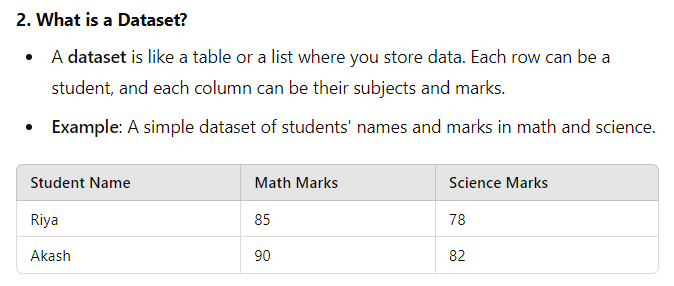 2. What is a Dataset?
• A dataset is like a table or a list where you store data. Each row can be a
student, and each column can be their subjects and marks.
• Example: A simple dataset of students' names and marks in math and science.
Student Name Math Marks Science Marks
Riya 85 78
Akash 90 82